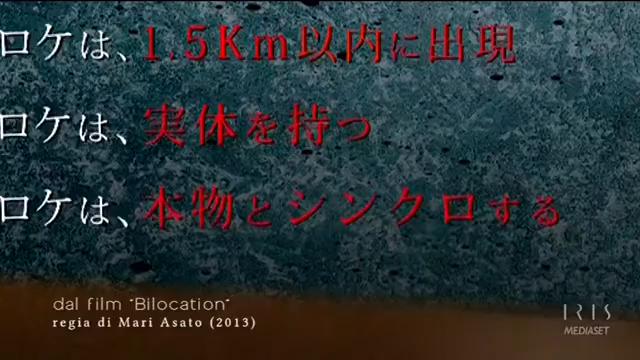 ロケは、1.5Km以内に出現
ロケは、実体を持つ
ロケは、本物とシンクロする
dal film "Bilocation"
regia di Mari Asato (2013)
IRIS
MEDIASET